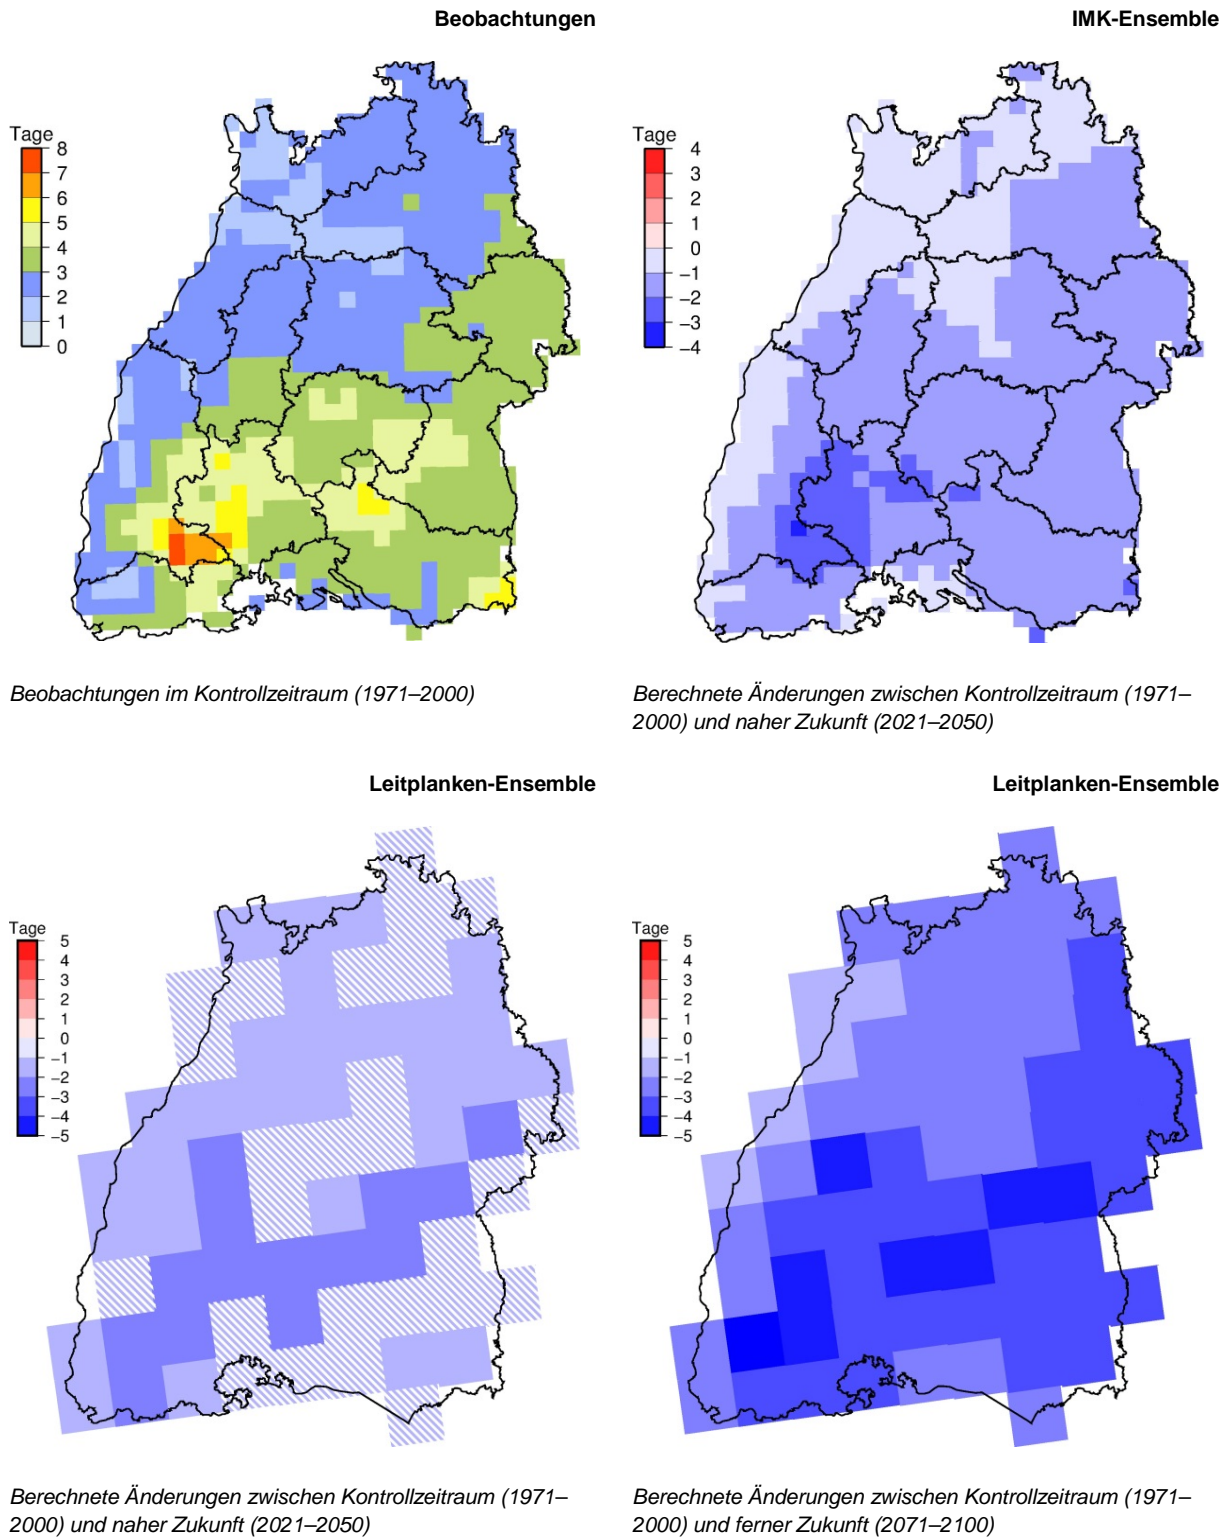 Beobachtungen
Tage
8
7
6
5
4
3
2
1
0
Beobachtungen im Kontrollzeitraum (1971–2000)
IMK-Ensemble
Tage
4
3
2
1
0
−1
−2
−3
−4
Berechnete Änderungen zwischen Kontrollzeitraum (1971–
2000) und naher Zukunft (2021–2050)
Leitplanken-Ensemble
Tage
5
4
3
2
1
0
−1
−2
−3
−4
−5
Berechnete Änderungen zwischen Kontrollzeitraum (1971–
2000) und naher Zukunft (2021–2050)
Leitplanken-Ensemble
Tage
5
4
3
2
1
0
−1
−2
−3
−4
−5
Berechnete Änderungen zwischen Kontrollzeitraum (1971–
2000) und ferner Zukunft (2071–2100)